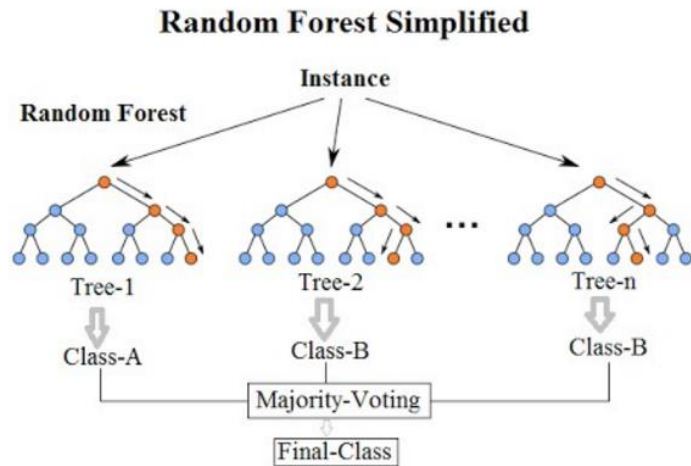 Random Forest Simplified
Instance
Random Forest
...
Tree-1
Tree-2
Tree-n
Class-A
Class-B
Class-B
Majority-Voting
Final-Class